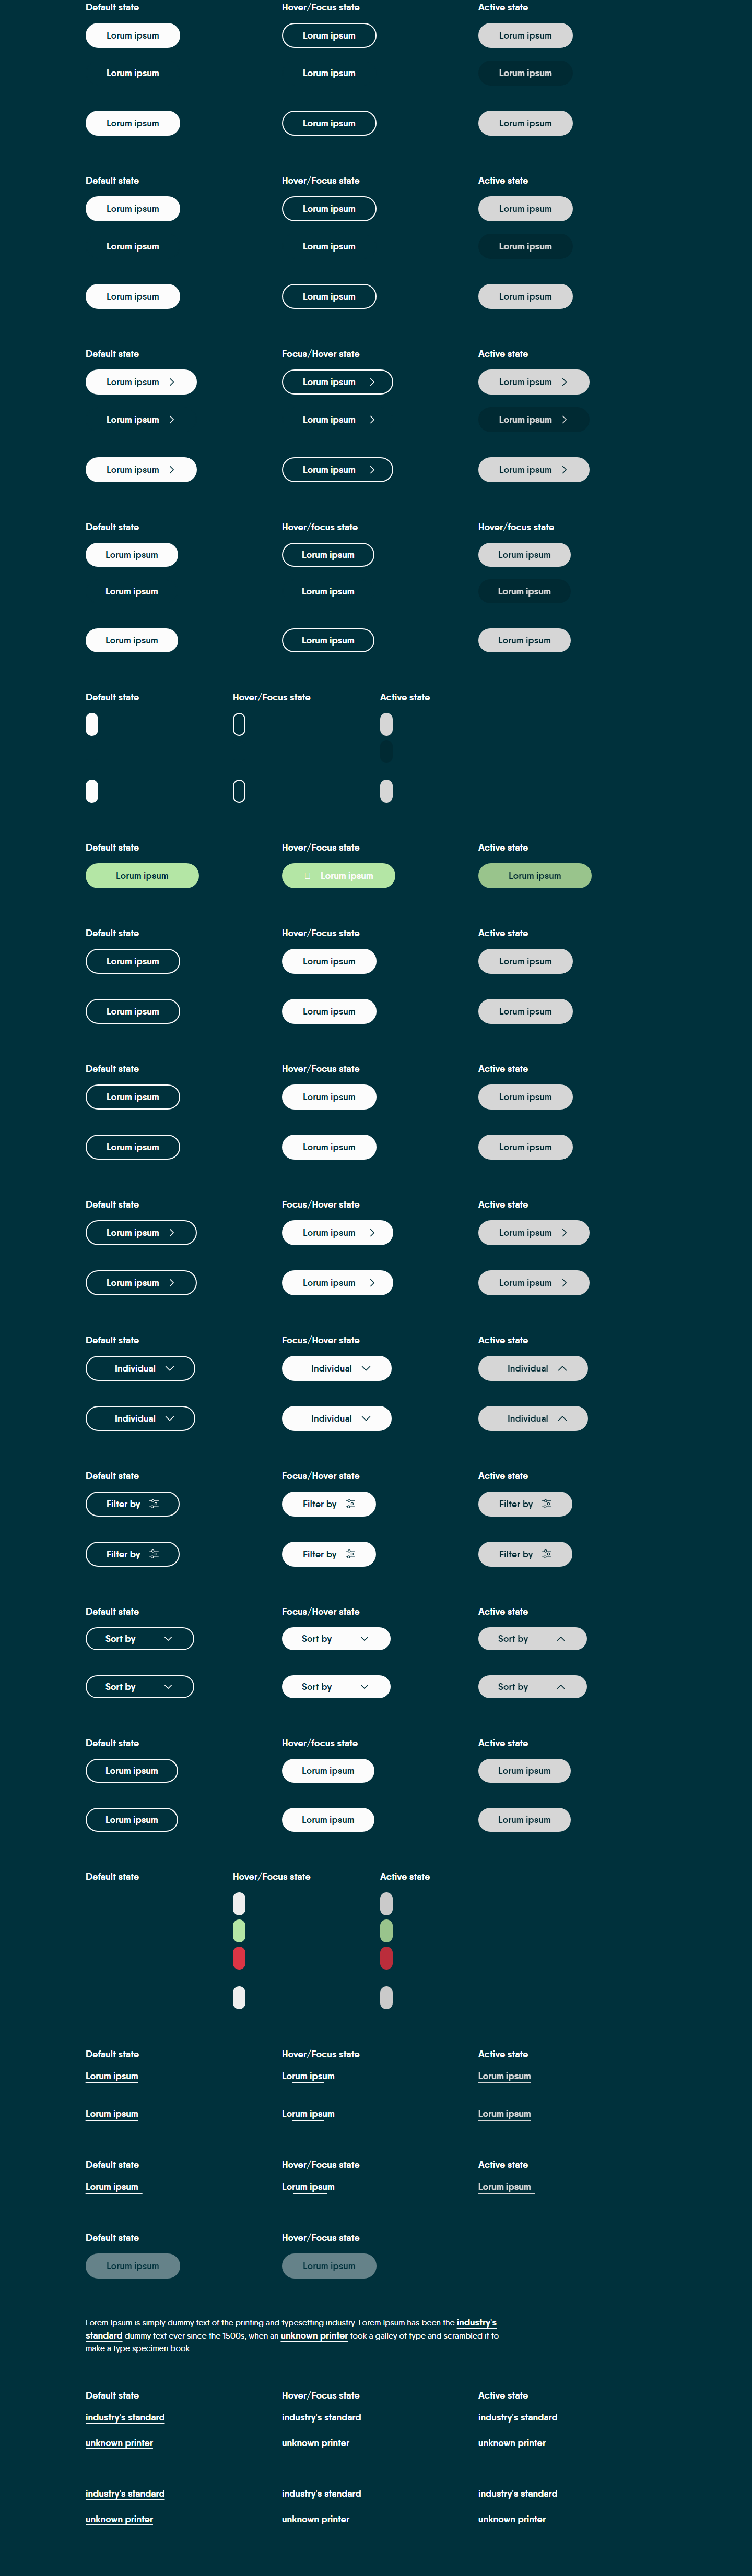 Default state Hover/Focus state Active state
Lorum ipsum Lorum ipsum Lorum ipsum
Lorum ipsum Lorum ipsum Lorum ipsum
Lorum ipsum Lorum ipsum Lorum ipsum
Default state Hover/Focus state Active state
Lorum ipsum Lorum ipsum Lorum ipsum
Lorum ipsum Lorum ipsum Lorum ipsum
Lorum ipsum Lorum ipsum Lorum ipsum
Default state Focus/Hover state Active state
Lorum ipsum Lorum ipsum Lorum ipsum
Lorum ipsum Lorum ipsum Lorum ipsum
Lorum ipsum Lorum ipsum Lorum ipsum
Default state Hover/focus state Hover/focus state
Lorum ipsum Lorum ipsum Lorum ipsum
Lorum ipsum Lorum ipsum Lorum ipsum
Lorum ipsum Lorum ipsum Lorum ipsum
Default state Hover/Focus state Active state
Default state Hover/Focus state Active state
Lorum ipsum Lorum ipsum Lorum ipsum
Default state Hover/Focus state Active state
Lorum ipsum Lorum ipsum Lorum ipsum
Lorum ipsum Lorum ipsum Lorum ipsum
Default state Hover/Focus state Active state
Lorum ipsum Lorum ipsum Lorum ipsum
Lorum ipsum Lorum ipsum Lorum ipsum
Default state Focus/Hover state Active state
Lorum ipsum Lorum ipsum Lorum ipsum
Lorum ipsum Lorum ipsum Lorum ipsum
Default state Focus/Hover state Active state
Individual Individual Individual
Individual Individual Individual
Default state Focus/Hover state Active state
Filter by Filter by Filter by
Filter by Filter by Filter by
Default state Focus/Hover state Active state
Sort by Sort by Sort by
Sort by Sort by Sort by
Default state Hover/focus state Active state
Lorum ipsum Lorum ipsum Lorum ipsum
Lorum ipsum Lorum ipsum Lorum ipsum
Default state Hover/Focus state Active state
Default state Hover/Focus state Active state
Lorum ipsum Lorum ipsum Lorum ipsum
Lorum ipsum Lorum ipsum Lorum ipsum
Default state Hover/Focus state Active state
Lorum ipsum Lorum ipsum Lorum ipsum
Default state Hover/Focus state
Lorum ipsum Lorum ipsum
Lorem Ipsum is simply dummy text of the printing and typesetting industry. Lorem Ipsum has been the industry's
standard dummy text ever since the 1500s, when an unknown printer took a galley of type and scrambled it to
make a type specimen book.
Default state Hover/Focus state Active state
industry's standard industry's standard industry's standard
unknown printer unknown printer unknown printer
industry's standard industry's standard industry's standard
unknown printer unknown printer unknown printer